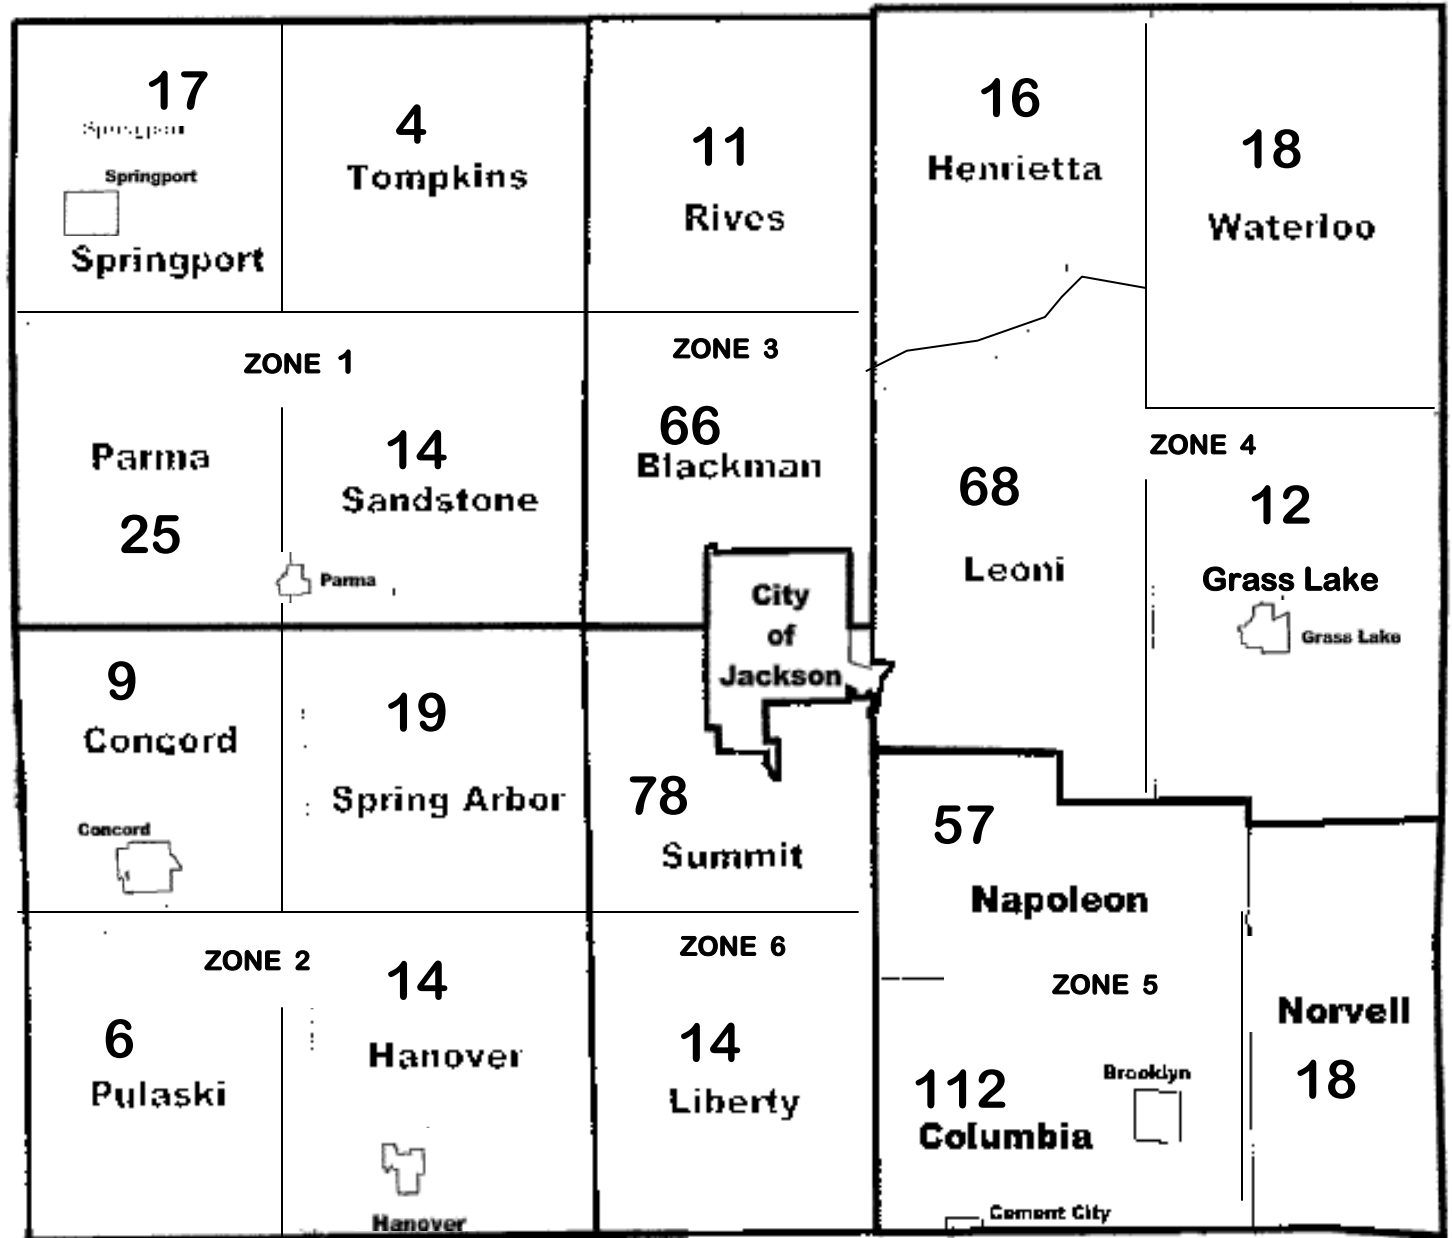 17
Springport
Springport
Springport
4
Tompkins
11
Rives
16
Henrietta
18
Waterloo
ZONE 1
Parma
25
14
Sandstone
Parma
ZONE 3
66
Blackman
City
of
Jackson
68
Leoni
ZONE 4
12
Grass Lake
Grass Lake
9
Concord
Concord
19
Spring Arbor
78
Summit
57
Napoleon
ZONE 2
6
Pulaski
14
Hanover
Hanover
ZONE 6
14
Liberty
ZONE 5
112
Columbia
Brooklyn
Cement City
Norvell
18